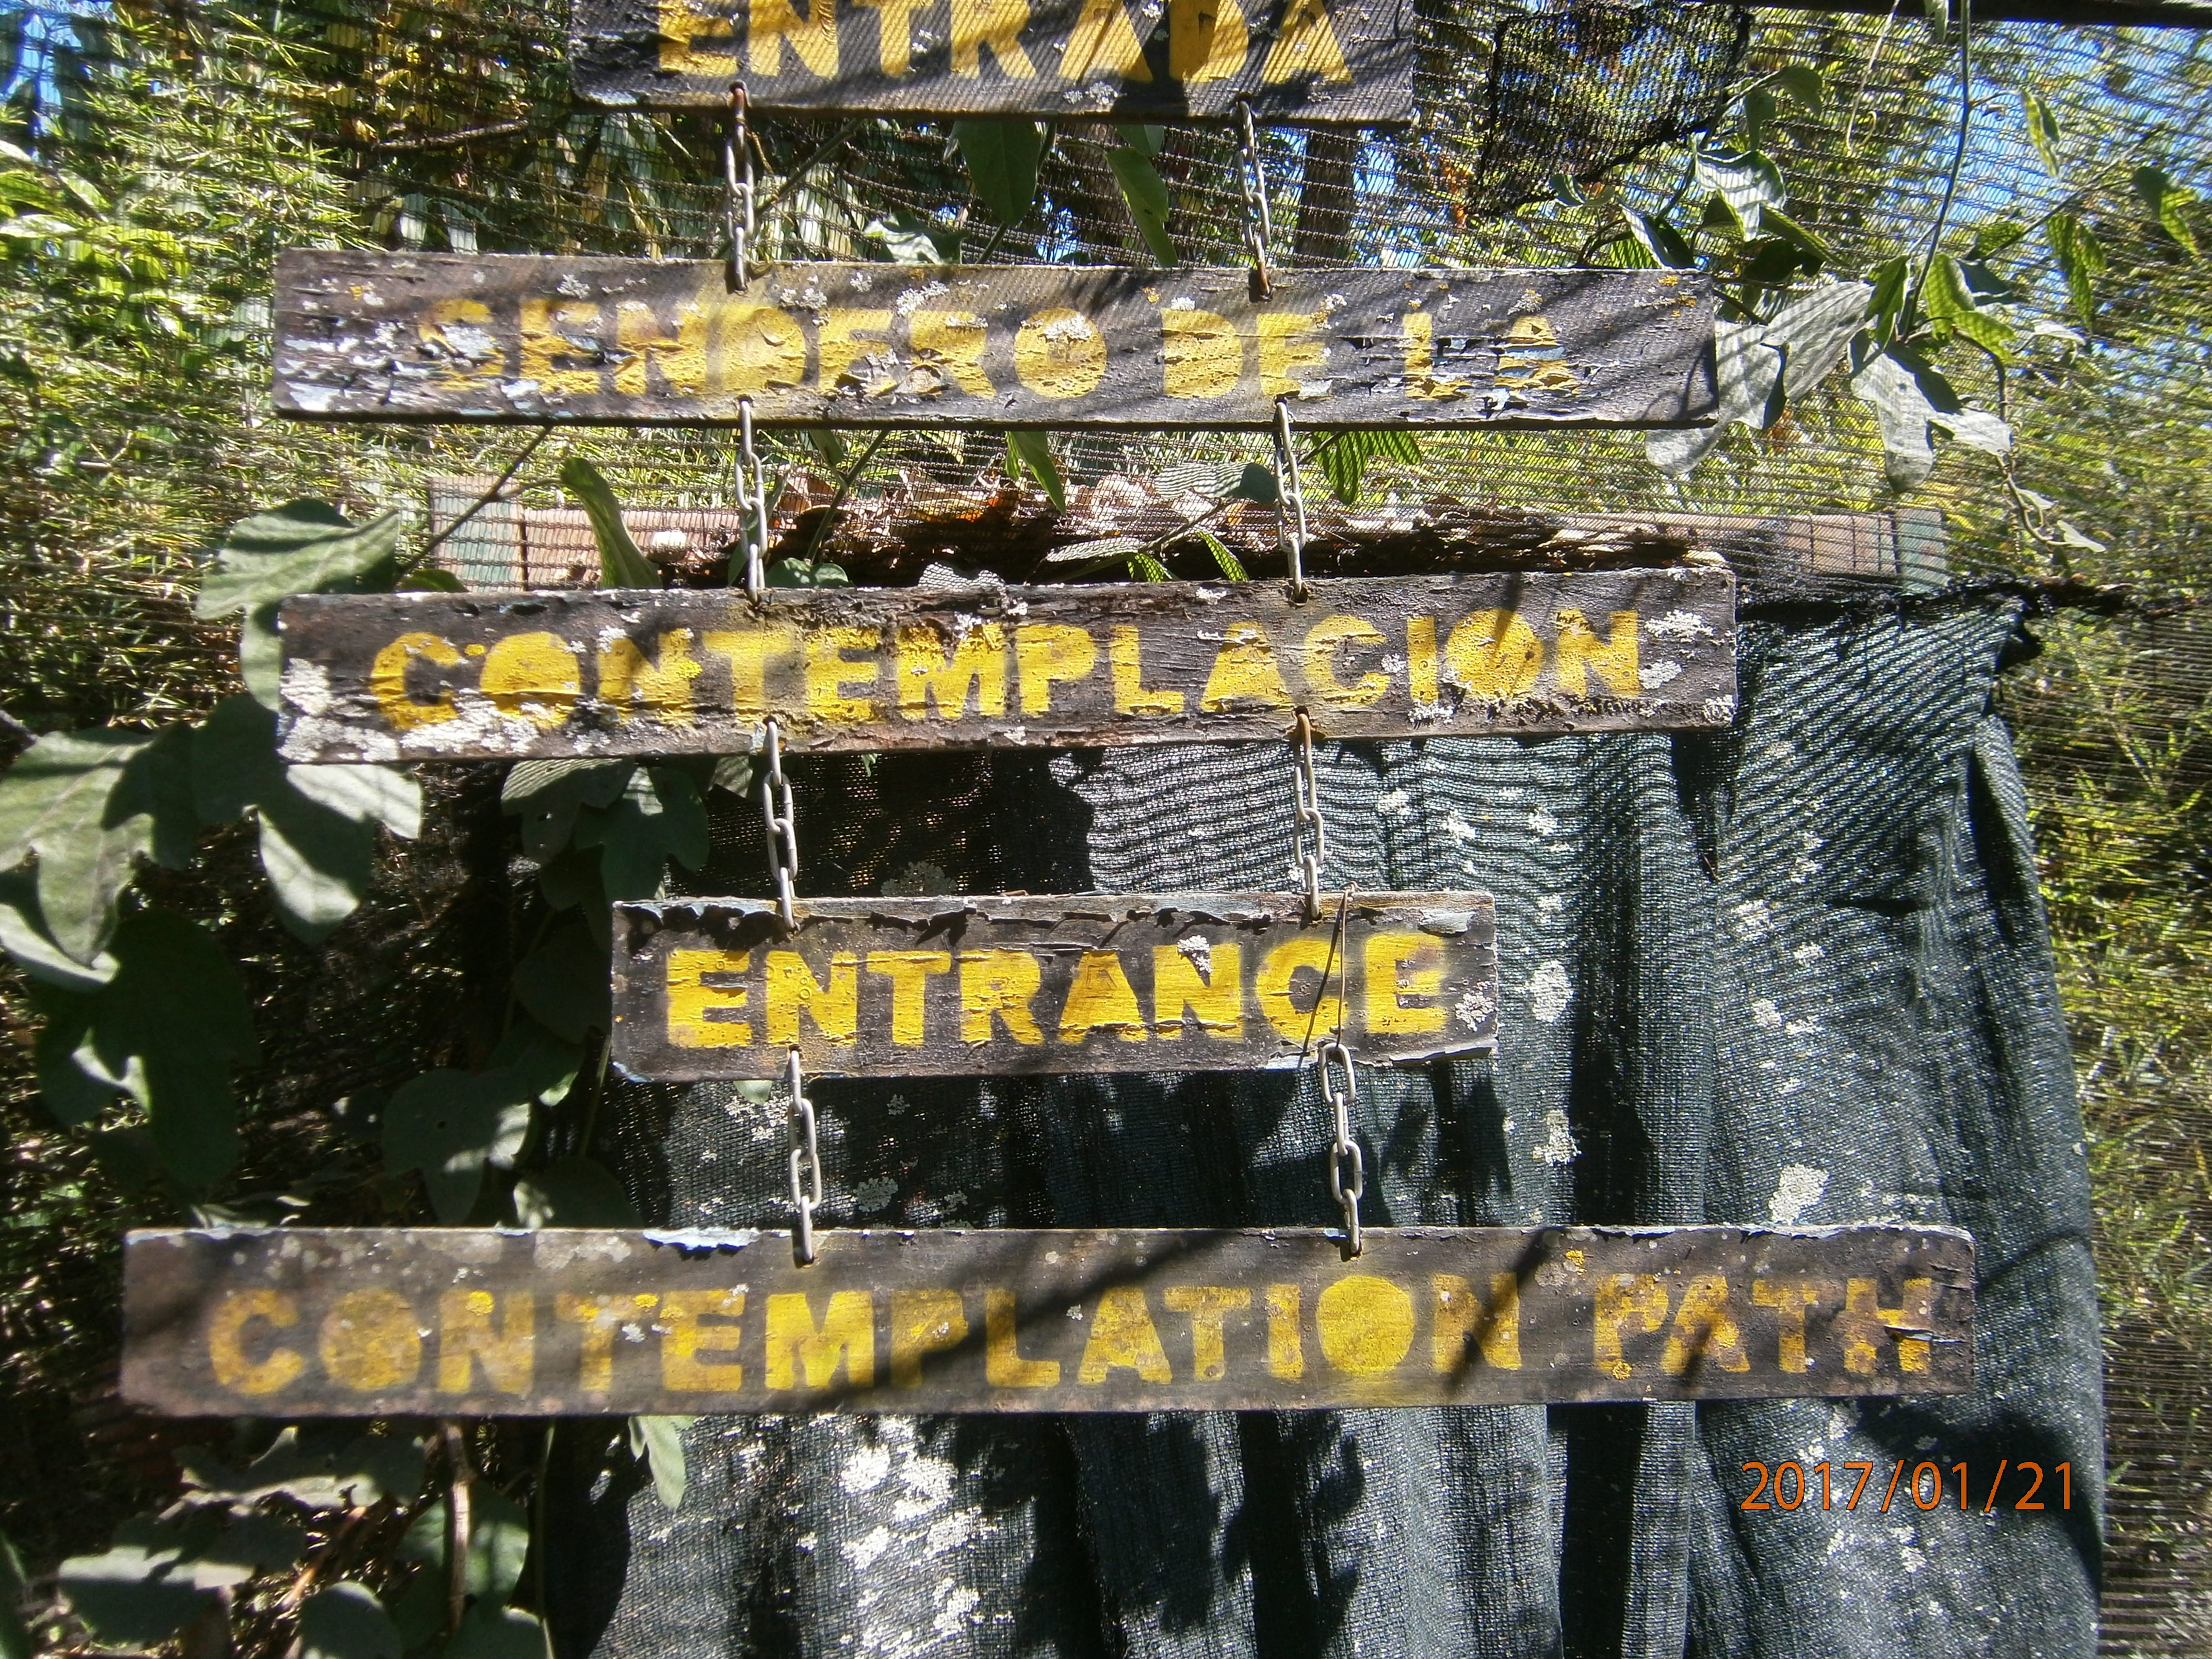 ENTRADA
SENDERO DE LA
CONTEMPLACION
ENTRANCE
CONTEMPLATION PATH
2017/01/21